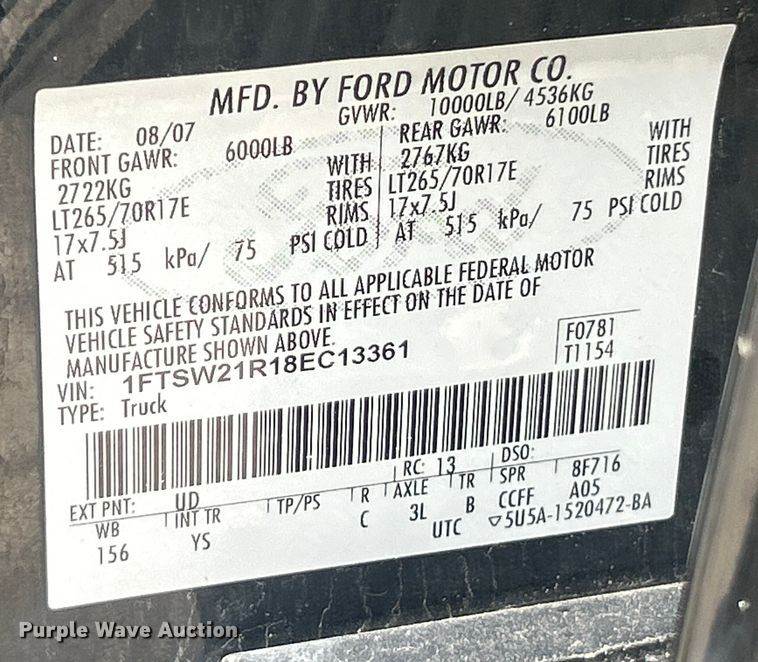 MFD. BY FORD MOTOR CO.
DATE: 08/07 GVWR: 10000LB/ 4536KG
FRONT GAWR: 6000LB REAR GAWR: 6100LB
2722KG WITH 2767KG WITH
LT265/70R17E TIRES LT265/70R17E TIRES
17x7.5J RIMS 17x7.5J RIMS
AT 515 kPa/ 75 PSI COLD AT 515 kPa/ 75 PSI COLD
THIS VEHICLE CONFORMS TO ALL APPLICABLE FEDERAL MOTOR
VEHICLE SAFETY STANDARDS IN EFFECT ON THE DATE OF
MANUFACTURE SHOWN ABOVE.
VIN: 1FTSW21R18EC13361 F0781
TYPE: Truck T1154
EXT PNT: UD RC: 13 DSO:
WB INT TR TP/PS R AXLE TR SPR 8F716
156 YS C 3L B CCFF A05
UTC ▽5U5A-1520472-BA
Purple Wave Auction